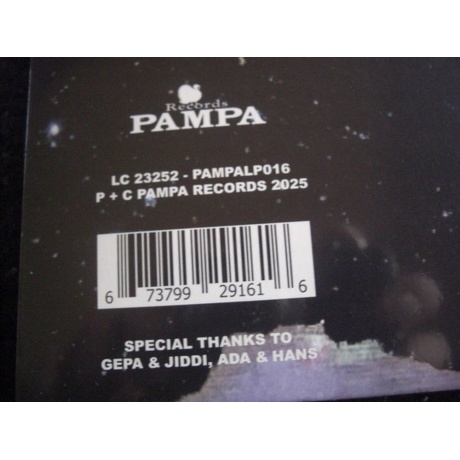 Records
PAMPA
LC 23252 - PAMPALP016
P + C PAMPA RECORDS 2025
6 73799 29161 6
SPECIAL THANKS TO
GEPA & JIDDI, ADA & HANS